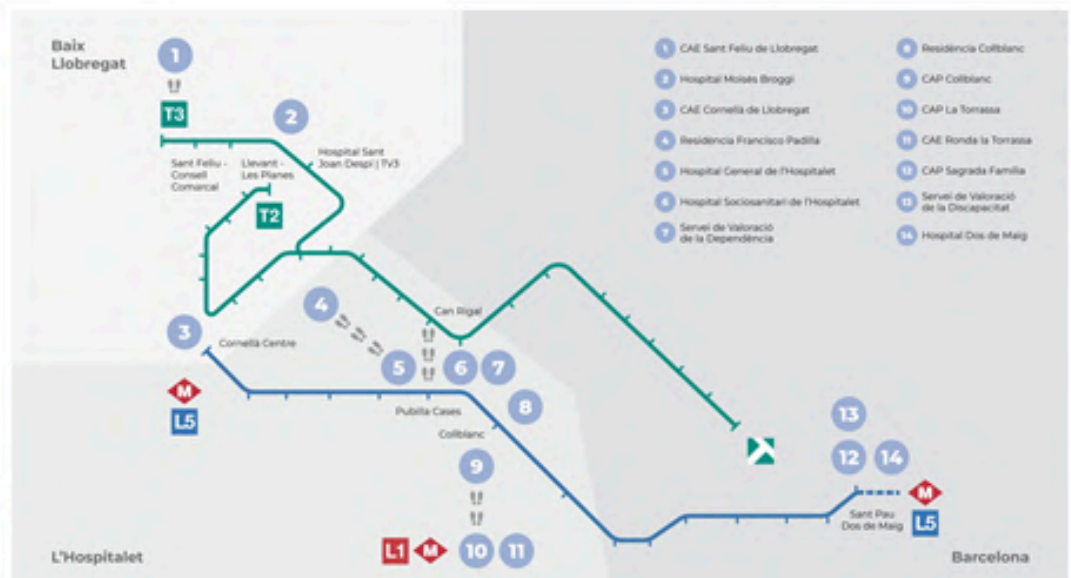 Baix
Llobregat
1
T3
2
Sant Feliu -
Consell
Comarcal
Llevant -
Les Planes
Hospital Sant
Joan Despí | TV3
T2
1 CAE Sant Feliu de Llobregat
2 Hospital Moisès Broggi
3 CAE Cornellà de Llobregat
4 Residència Francisco Padilla
5 Hospital General de l'Hospitalet
6 Hospital Sociosanitari de l'Hospitalet
7 Servei de Valoració
de la Dependència
8 Residència Collblanc
9 CAP Collblanc
10 CAP La Torrassa
11 CAE Ronda la Torrassa
12 CAP Sagrada Família
13 Servei de Valoració
de la Discapacitat
14 Hospital Dos de Maig
4
Can Rigal
3
Cornellà Centre
5
6
7
M
L5
Pubilla Cases
8
Collblanc
9
13
12
14
Sant Pau
Dos de Maig
M
L5
L1
M
10
11
L'Hospitalet
Barcelona